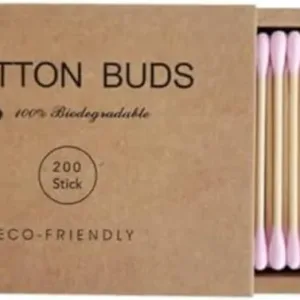 TTON BUDS
100% Biodegradable
200
Stick
ECO-FRIENDLY